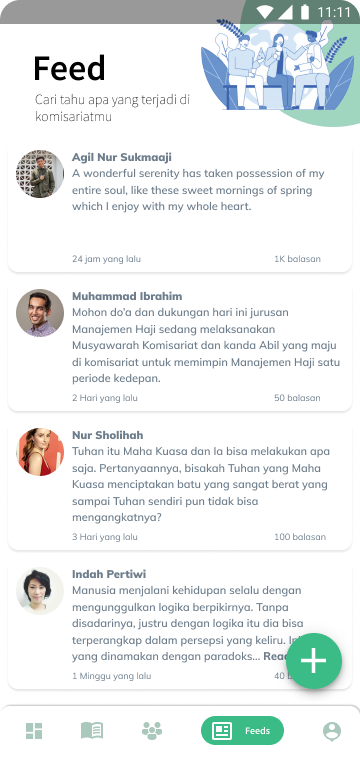 11:11
Feed
Cari tahu apa yang terjadi di
komisariatmu
Agil Nur Sukmaaji
A wonderful serenity has taken possession of my
entire soul, like these sweet mornings of spring
which I enjoy with my whole heart.
24 jam yang lalu 1K balasan
Muhammad Ibrahim
Mohon do'a dan dukungan hari ini jurusan
Manajemen Haji sedang melaksanakan
Musyawarah Komisariat dan kanda Abil yang maju
di komisariat untuk memimpin Manajemen Haji satu
periode kedepan.
2 Hari yang lalu 50 balasan
Nur Sholihah
Tuhan itu Maha Kuasa dan Ia bisa melakukan apa
saja. Pertanyaannya, bisakah Tuhan yang Maha
Kuasa menciptakan batu yang sangat berat yang
sampai Tuhan sendiri pun tidak bisa
mengangkatnya?
3 Hari yang lalu 100 balasan
Indah Pertiwi
Manusia menjalani kehidupan selalu dengan
mengunggulkan logika berpikirnya. Tanpa
disadarinya, justru dengan logika itu dia bisa
terperangkap dalam persepsi yang keliru.
yang dinamakan dengan paradoks...
1 Minggu yang lalu 40
Feeds